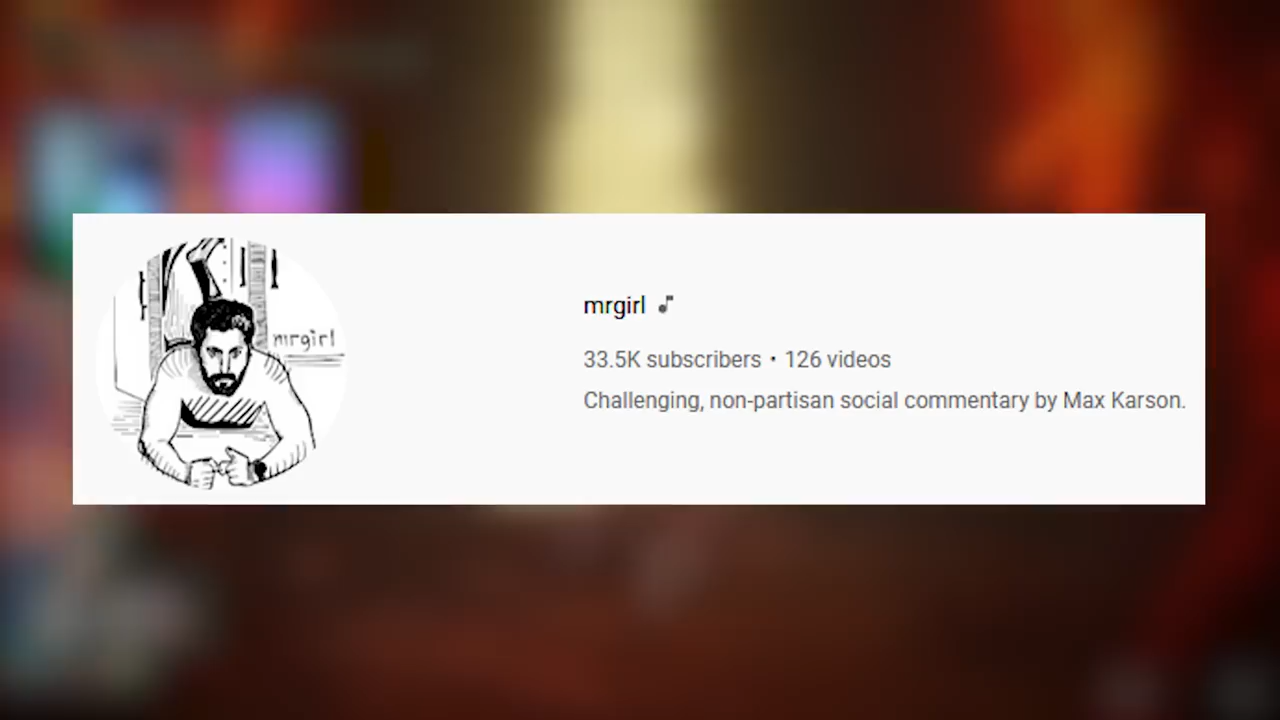 mrgirl
mrgirl
33.5K subscribers • 126 videos
Challenging, non-partisan social commentary by Max Karson.